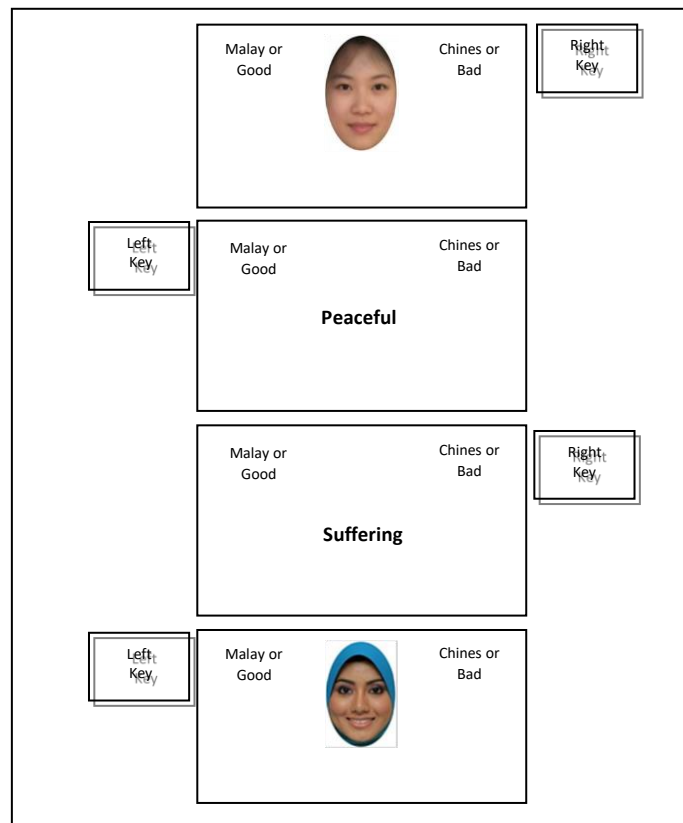 Malay or
Good
Chines or
Bad
Right
Key
Left
Key
Malay or
Good
Chines or
Bad
Peaceful
Malay or
Good
Chines or
Bad
Right
Key
Suffering
Left
Key
Malay or
Good
Chines or
Bad